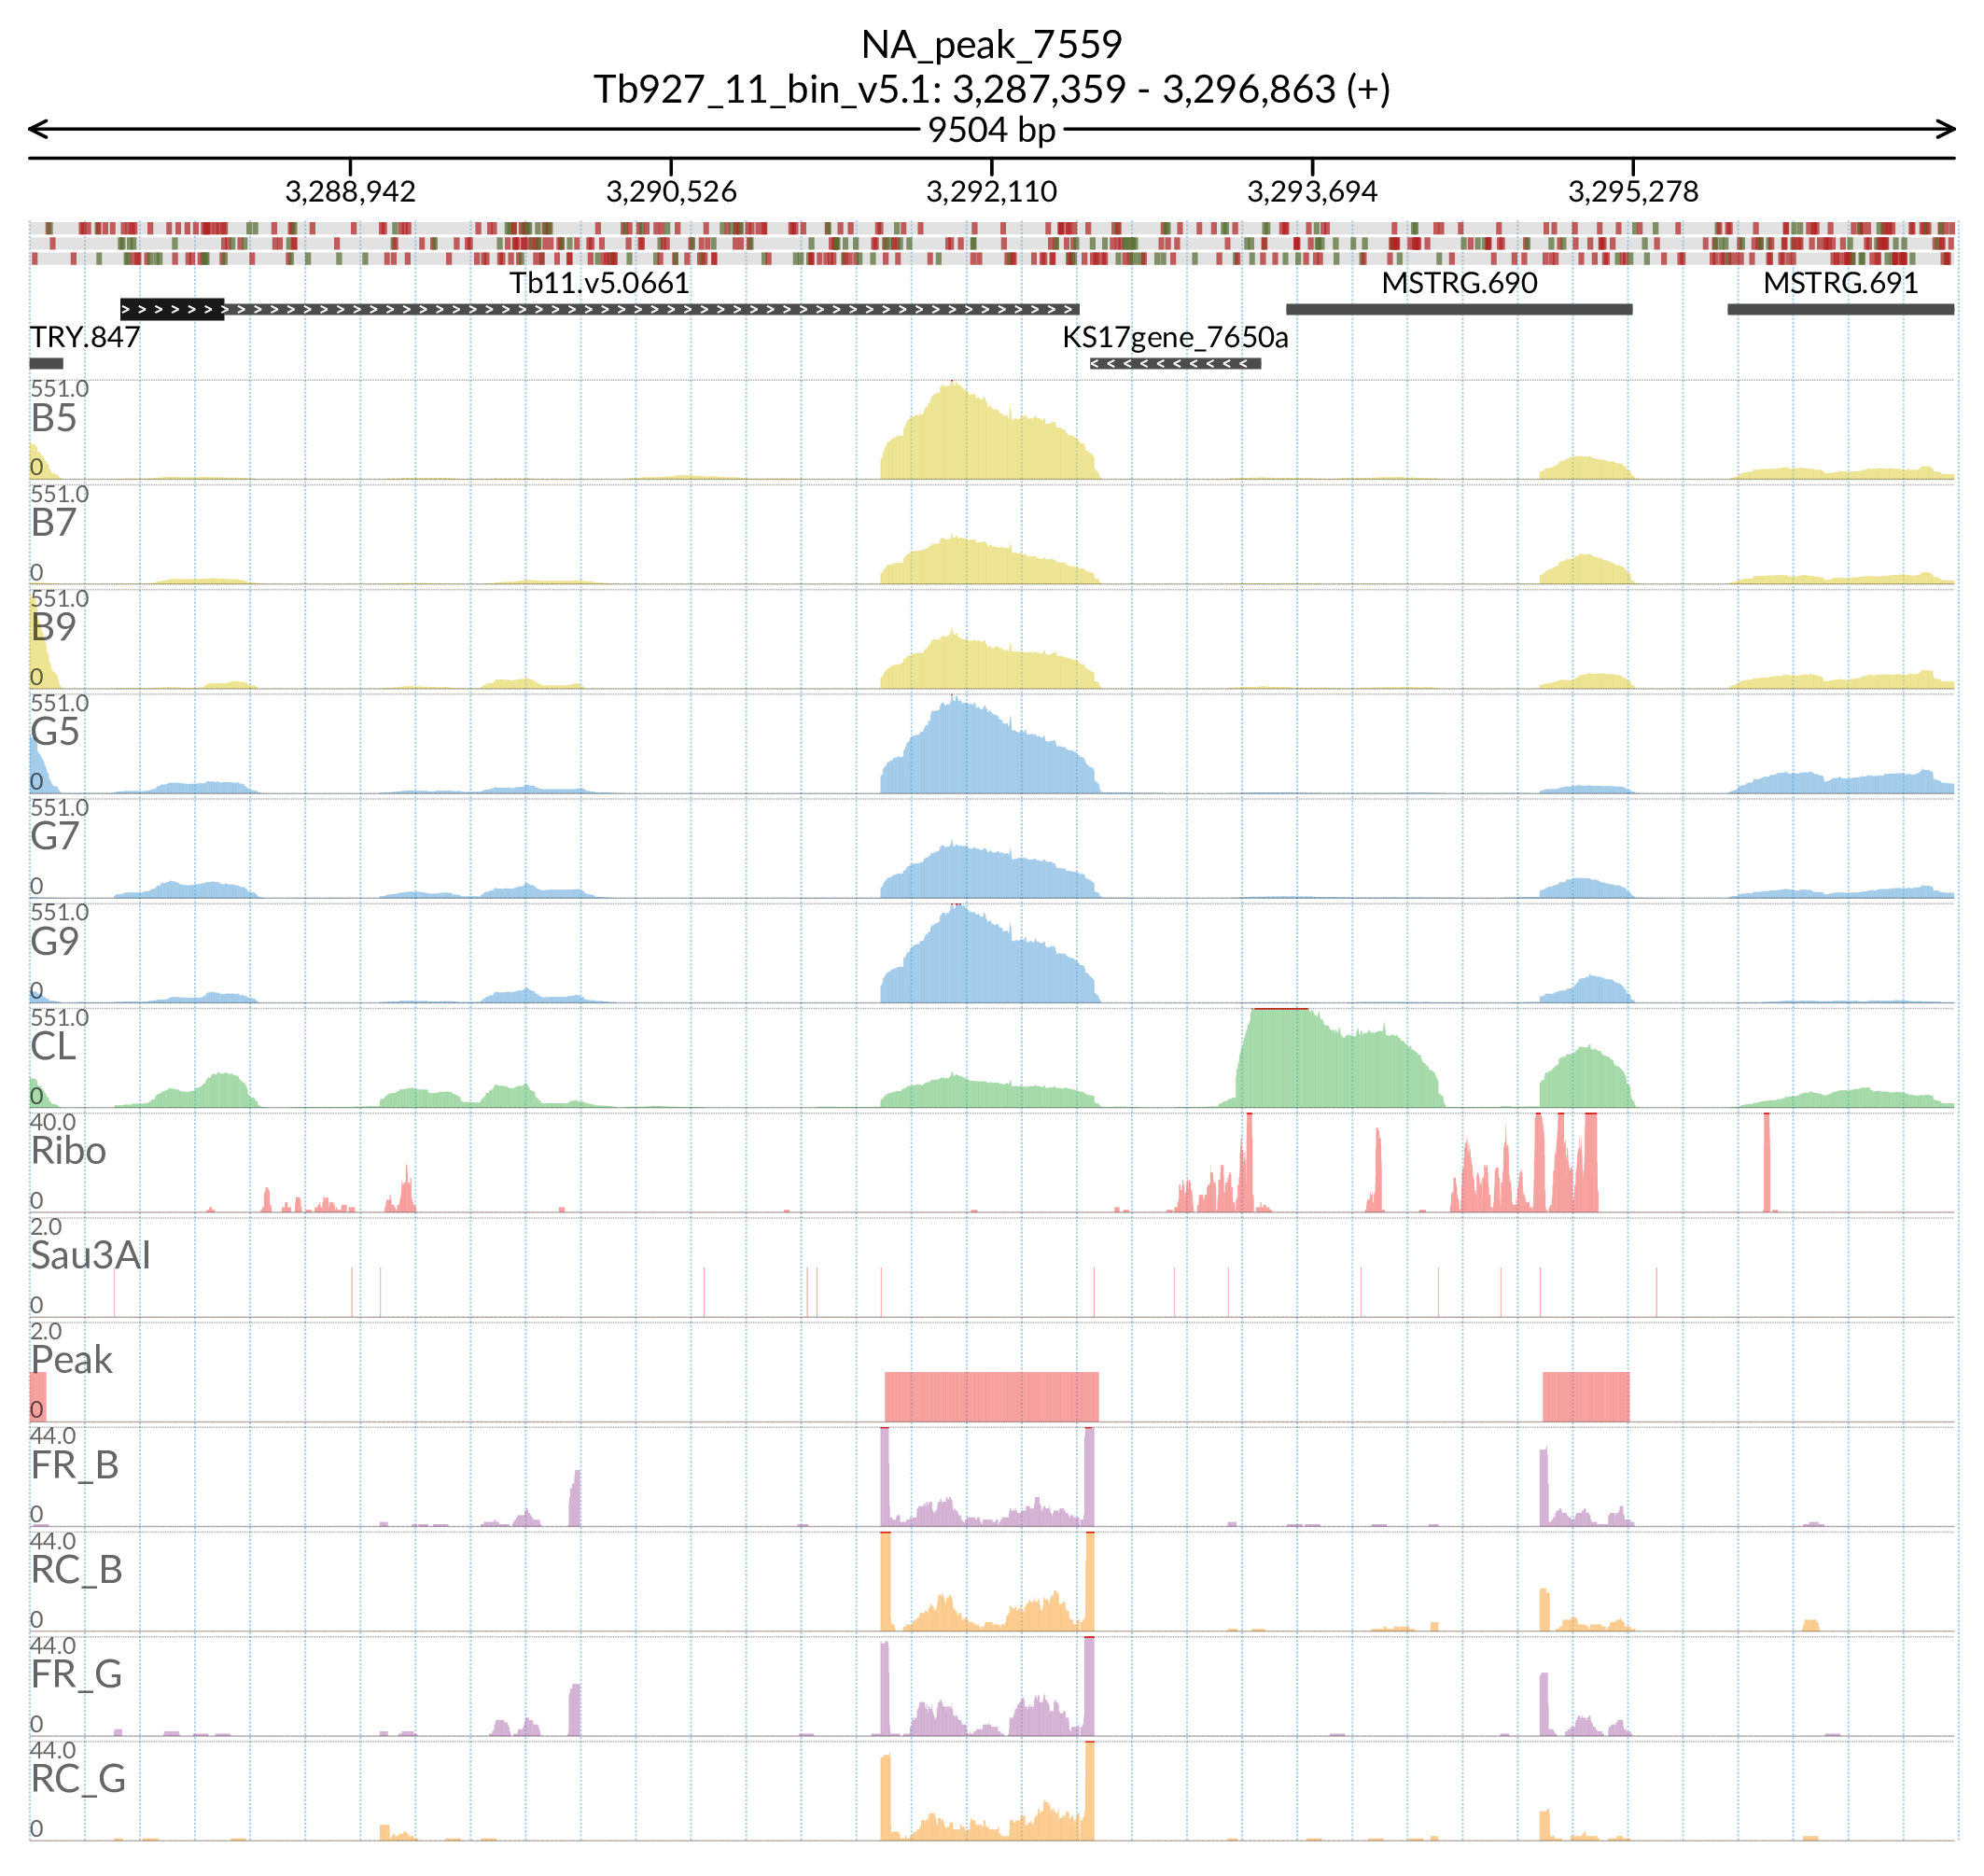 NA_peak_7559
Tb927_11_bin_v5.1: 3,287,359 - 3,296,863 (+)
9504 bp
3,288,942 3,290,526 3,292,110 3,293,694 3,295,278
Tb11.v5.0661 MSTRG.690 MSTRG.691
TRY.847 KS17gene_7650a
551.0
B5
0
551.0
B7
0
551.0
B9
0
551.0
G5
0
551.0
G7
0
551.0
G9
0
551.0
CL
0
40.0
Ribo
0
2.0
Sau3AI
0
2.0
Peak
0
44.0
FR_B
0
44.0
RC_B
0
44.0
FR_G
0
44.0
RC_G
0